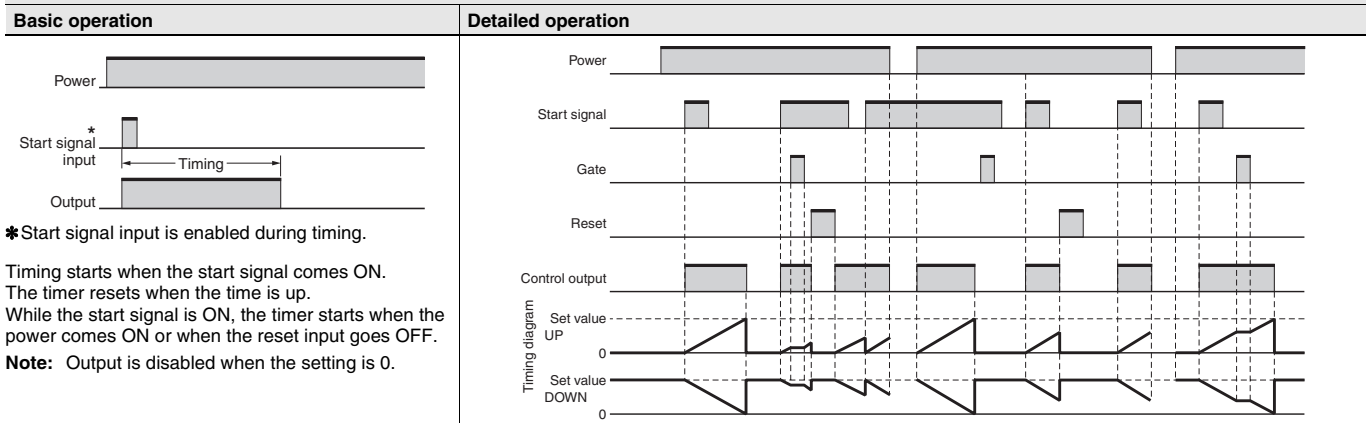 Basic operation
Detailed operation
Power
*
Start signal
input
Timing
Output
✱Start signal input is enabled during timing.
Timing starts when the start signal comes ON.
The timer resets when the time is up.
While the start signal is ON, the timer starts when the
power comes ON or when the reset input goes OFF.
Note: Output is disabled when the setting is 0.
Power
Start signal
Gate
Reset
Control output
Timing diagram
Set value
UP
0
Set value
DOWN
0